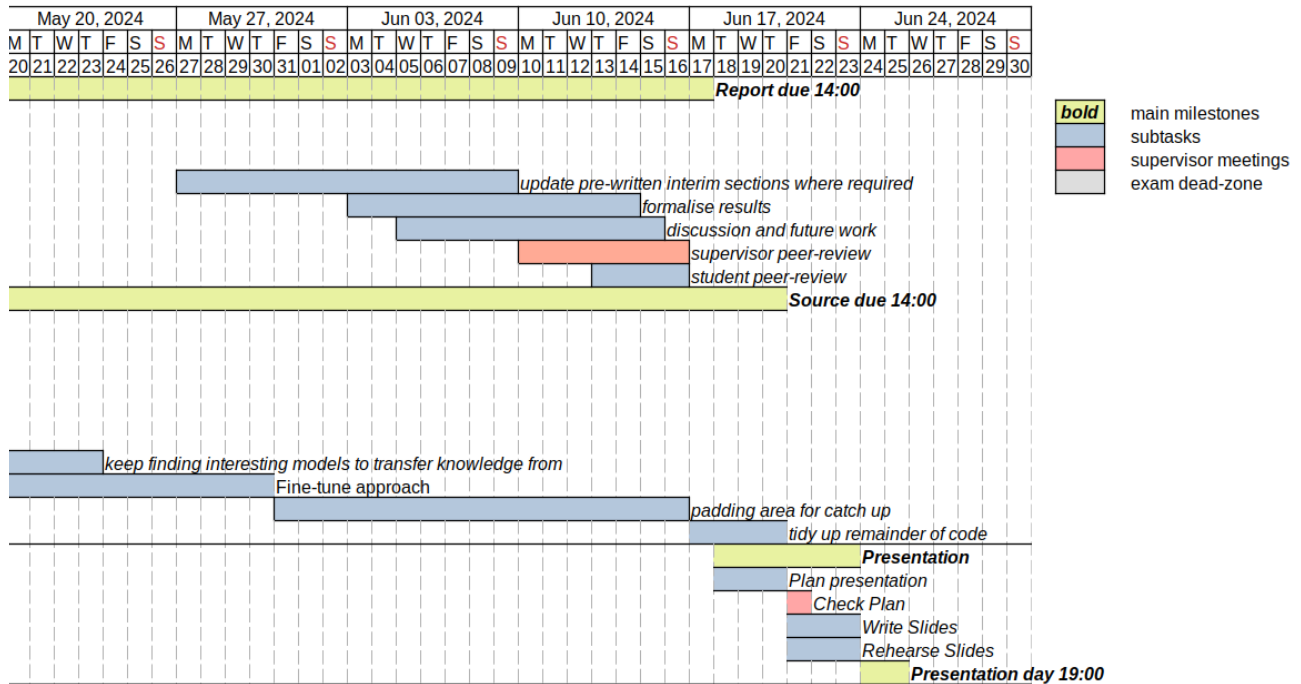 May 20, 2024 May 27, 2024 Jun 03, 2024 Jun 10, 2024 Jun 17, 2024 Jun 24, 2024
M T W T F S S M T W T F S S M T W T F S S M T W T F S S M T W T F S S M T W T F S S
20 21 22 23 24 25 26 27 28 29 30 31 01 02 03 04 05 06 07 08 09 10 11 12 13 14 15 16 17 18 19 20 21 22 23 24 25 26 27 28 29 30
Report due 14:00
bold main milestones
subtasks
supervisor meetings
exam dead-zone
update pre-written interim sections where required
formalise results
discussion and future work
supervisor peer-review
student peer-review
Source due 14:00
keep finding interesting models to transfer knowledge from
Fine-tune approach
padding area for catch up
tidy up remainder of code
Presentation
Plan presentation
Check Plan
Write Slides
Rehearse Slides
Presentation day 19:00